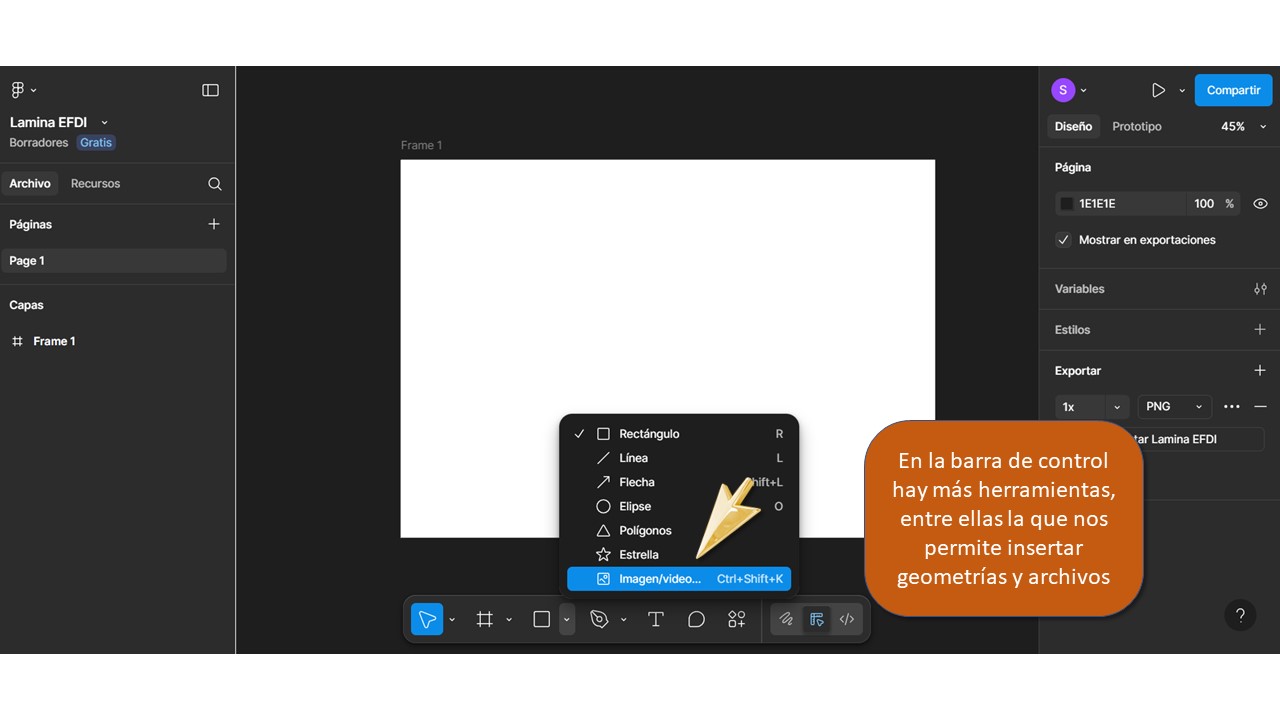 Lamina EFDI
Borradores Gratis
Archivo Recursos
Páginas
Page 1
Capas
Frame 1
Frame 1
Rectángulo R
Línea L
Flecha hift+L
Elipse O
Polígonos
Estrella
Imagen/video... Ctrl+Shift+K
S
Compartir
Diseño Prototipo 45%
Página
1E1E1E 100 %
Mostrar en exportaciones
Variables
Estilos
Exportar
1x PNG
tar Lamina EFDI
En la barra de control
hay más herramientas,
entre ellas la que nos
permite insertar
geometrías y archivos
T
?